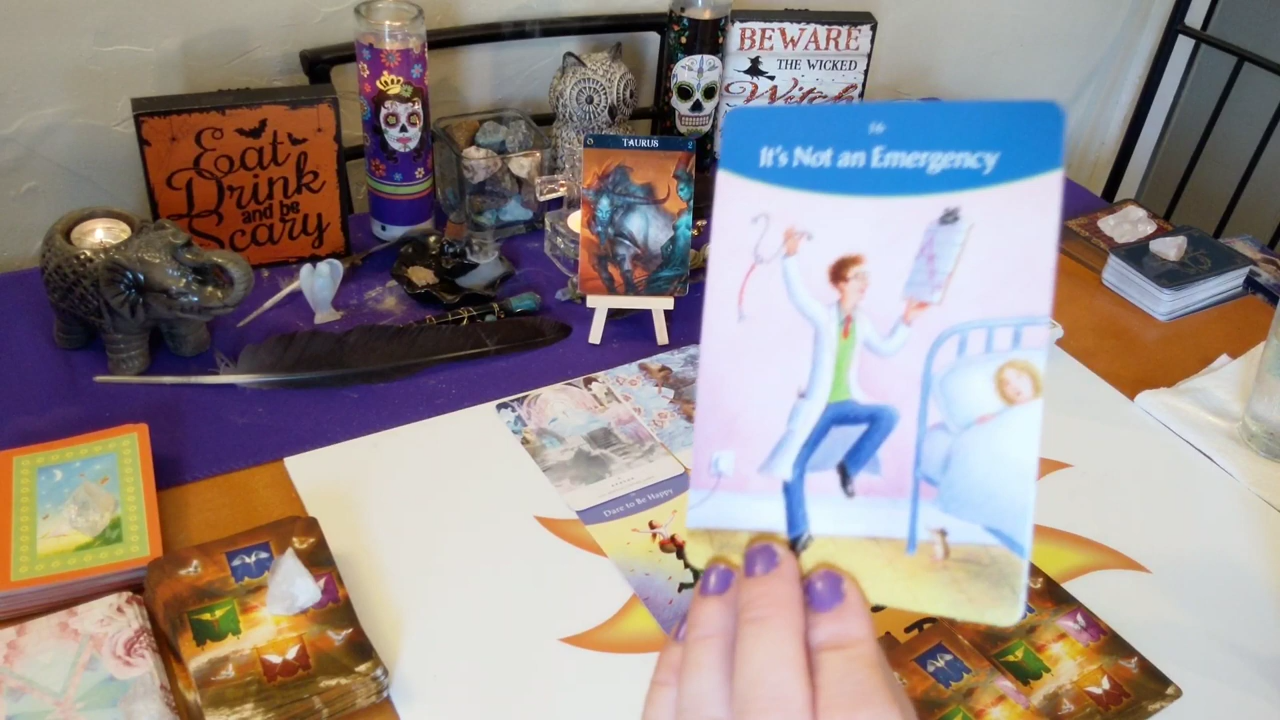 Eat
Drink
and be
Scary
TAURUS
BEWARE
THE WICKED
Witch
16
It's Not an Emergency
Dare to Be Happy